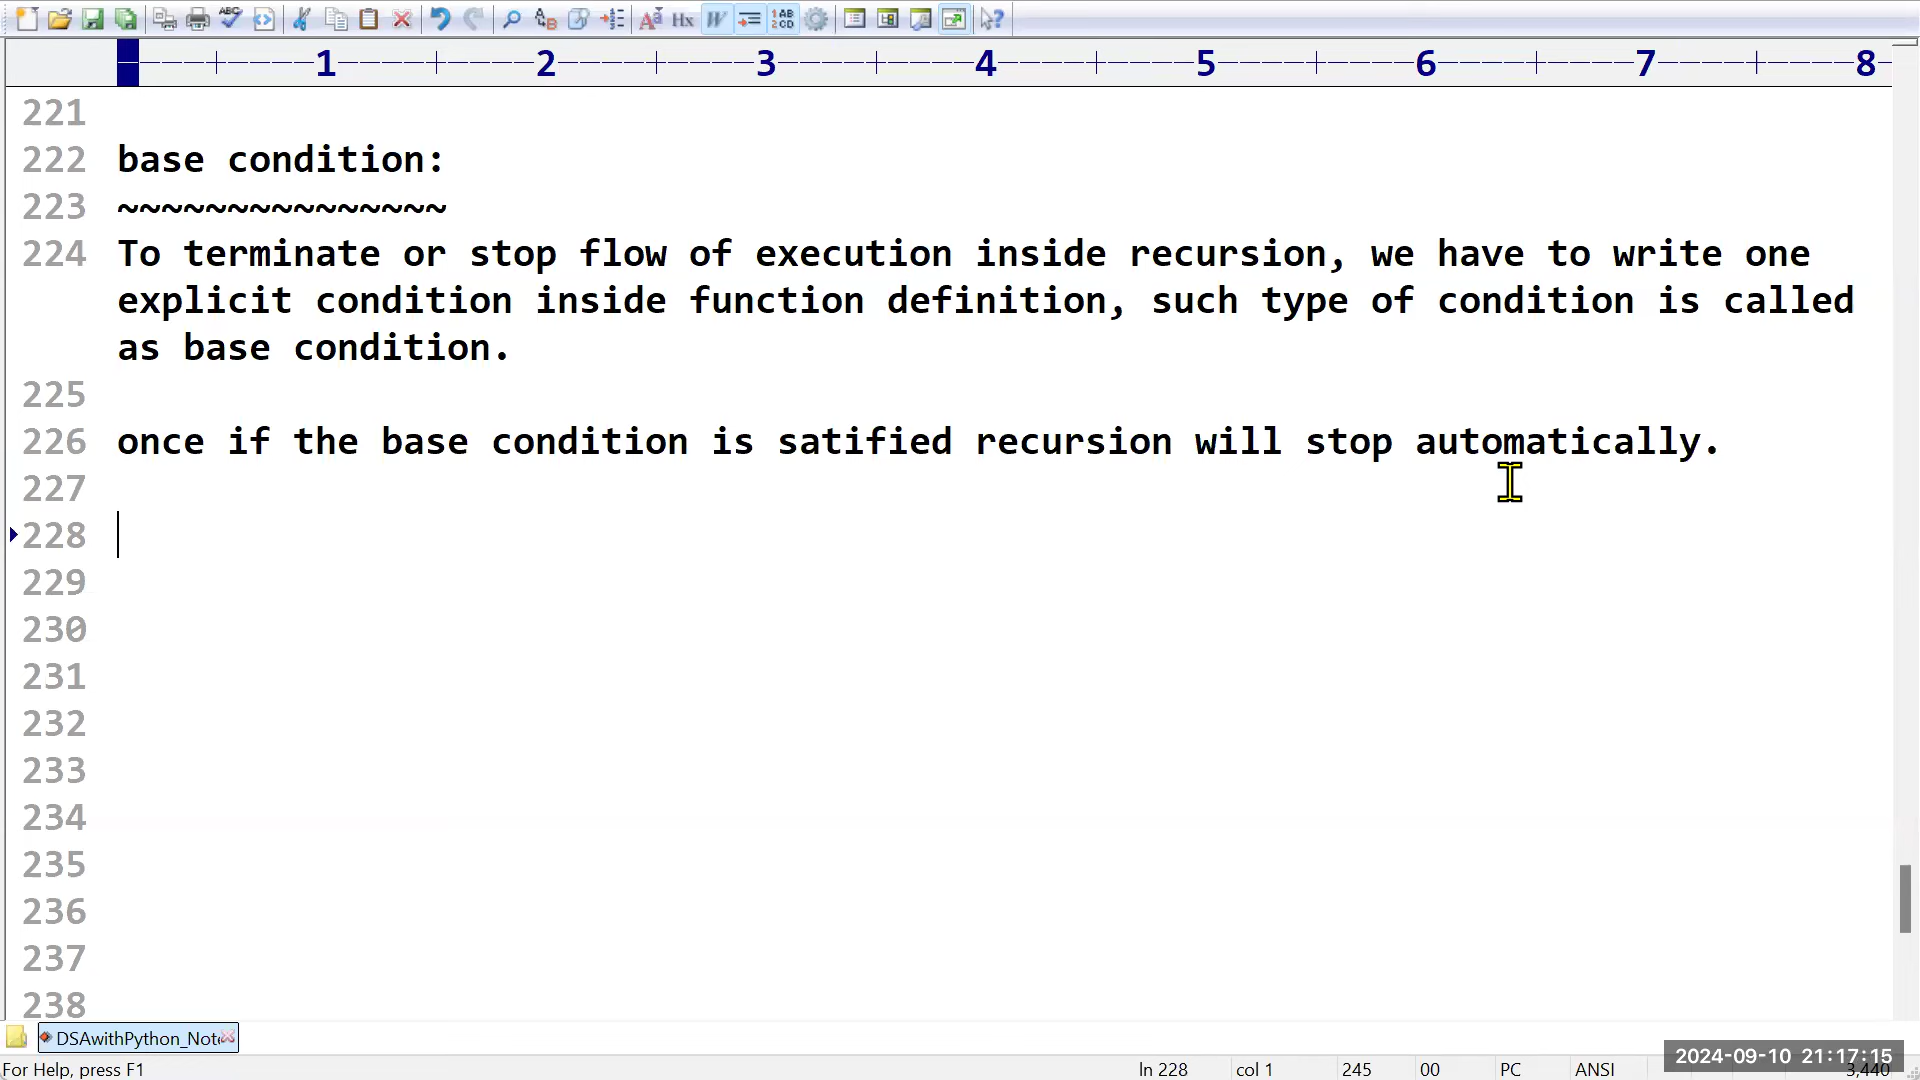 1 2 3 4 5 6 7 8
221
222 base condition:
223 ~~~~~~~~~~~~~~~
224 To terminate or stop flow of execution inside recursion, we have to write one
explicit condition inside function definition, such type of condition is called
as base condition.
225
226 once if the base condition is satified recursion will stop automatically.
227
228
229
230
231
232
233
234
235
236
237
238
DSAwithPython_Note
For Help, press F1 ln 228 col 1 245 00 PC ANSI 3,440
2024-09-10 21:17:15